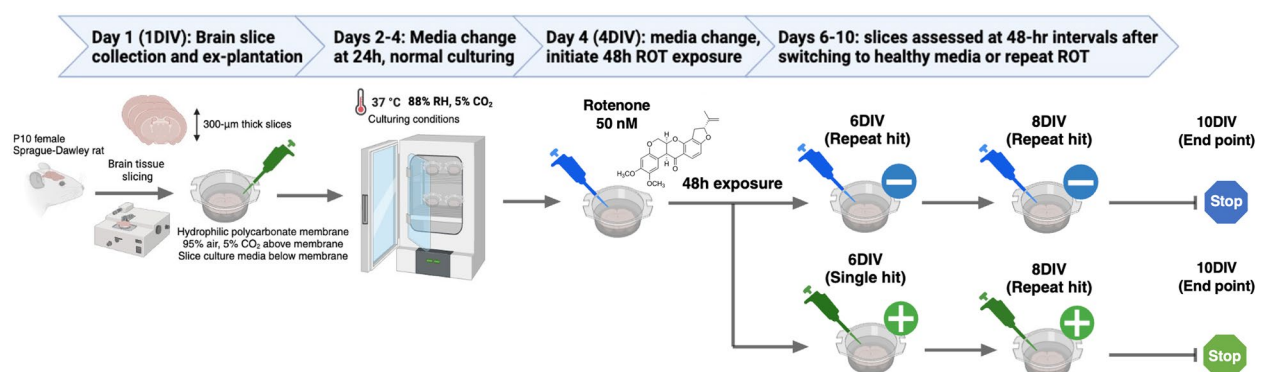 Day 1 (1DIV): Brain slice
collection and ex-plantation
Days 2-4: Media change
at 24h, normal culturing
Day 4 (4DIV): media change,
initiate 48h ROT exposure
Days 6-10: slices assessed at 48-hr intervals after
switching to healthy media or repeat ROT
P10 female
Sprague-Dawley rat
300-μm thick slices
Brain tissue
slicing
Hydrophilic polycarbonate membrane
95% air, 5% CO₂ above membrane
Slice culture media below membrane
37 °C 88% RH, 5% CO₂
Culturing conditions
Rotenone
50 nM
H
O
O
O
H₃CO
OCH₃
H
O
48h exposure
6DIV
(Repeat hit)
8DIV
(Repeat hit)
10DIV
(End point)
Stop
6DIV
(Single hit)
8DIV
(Repeat hit)
10DIV
(End point)
Stop